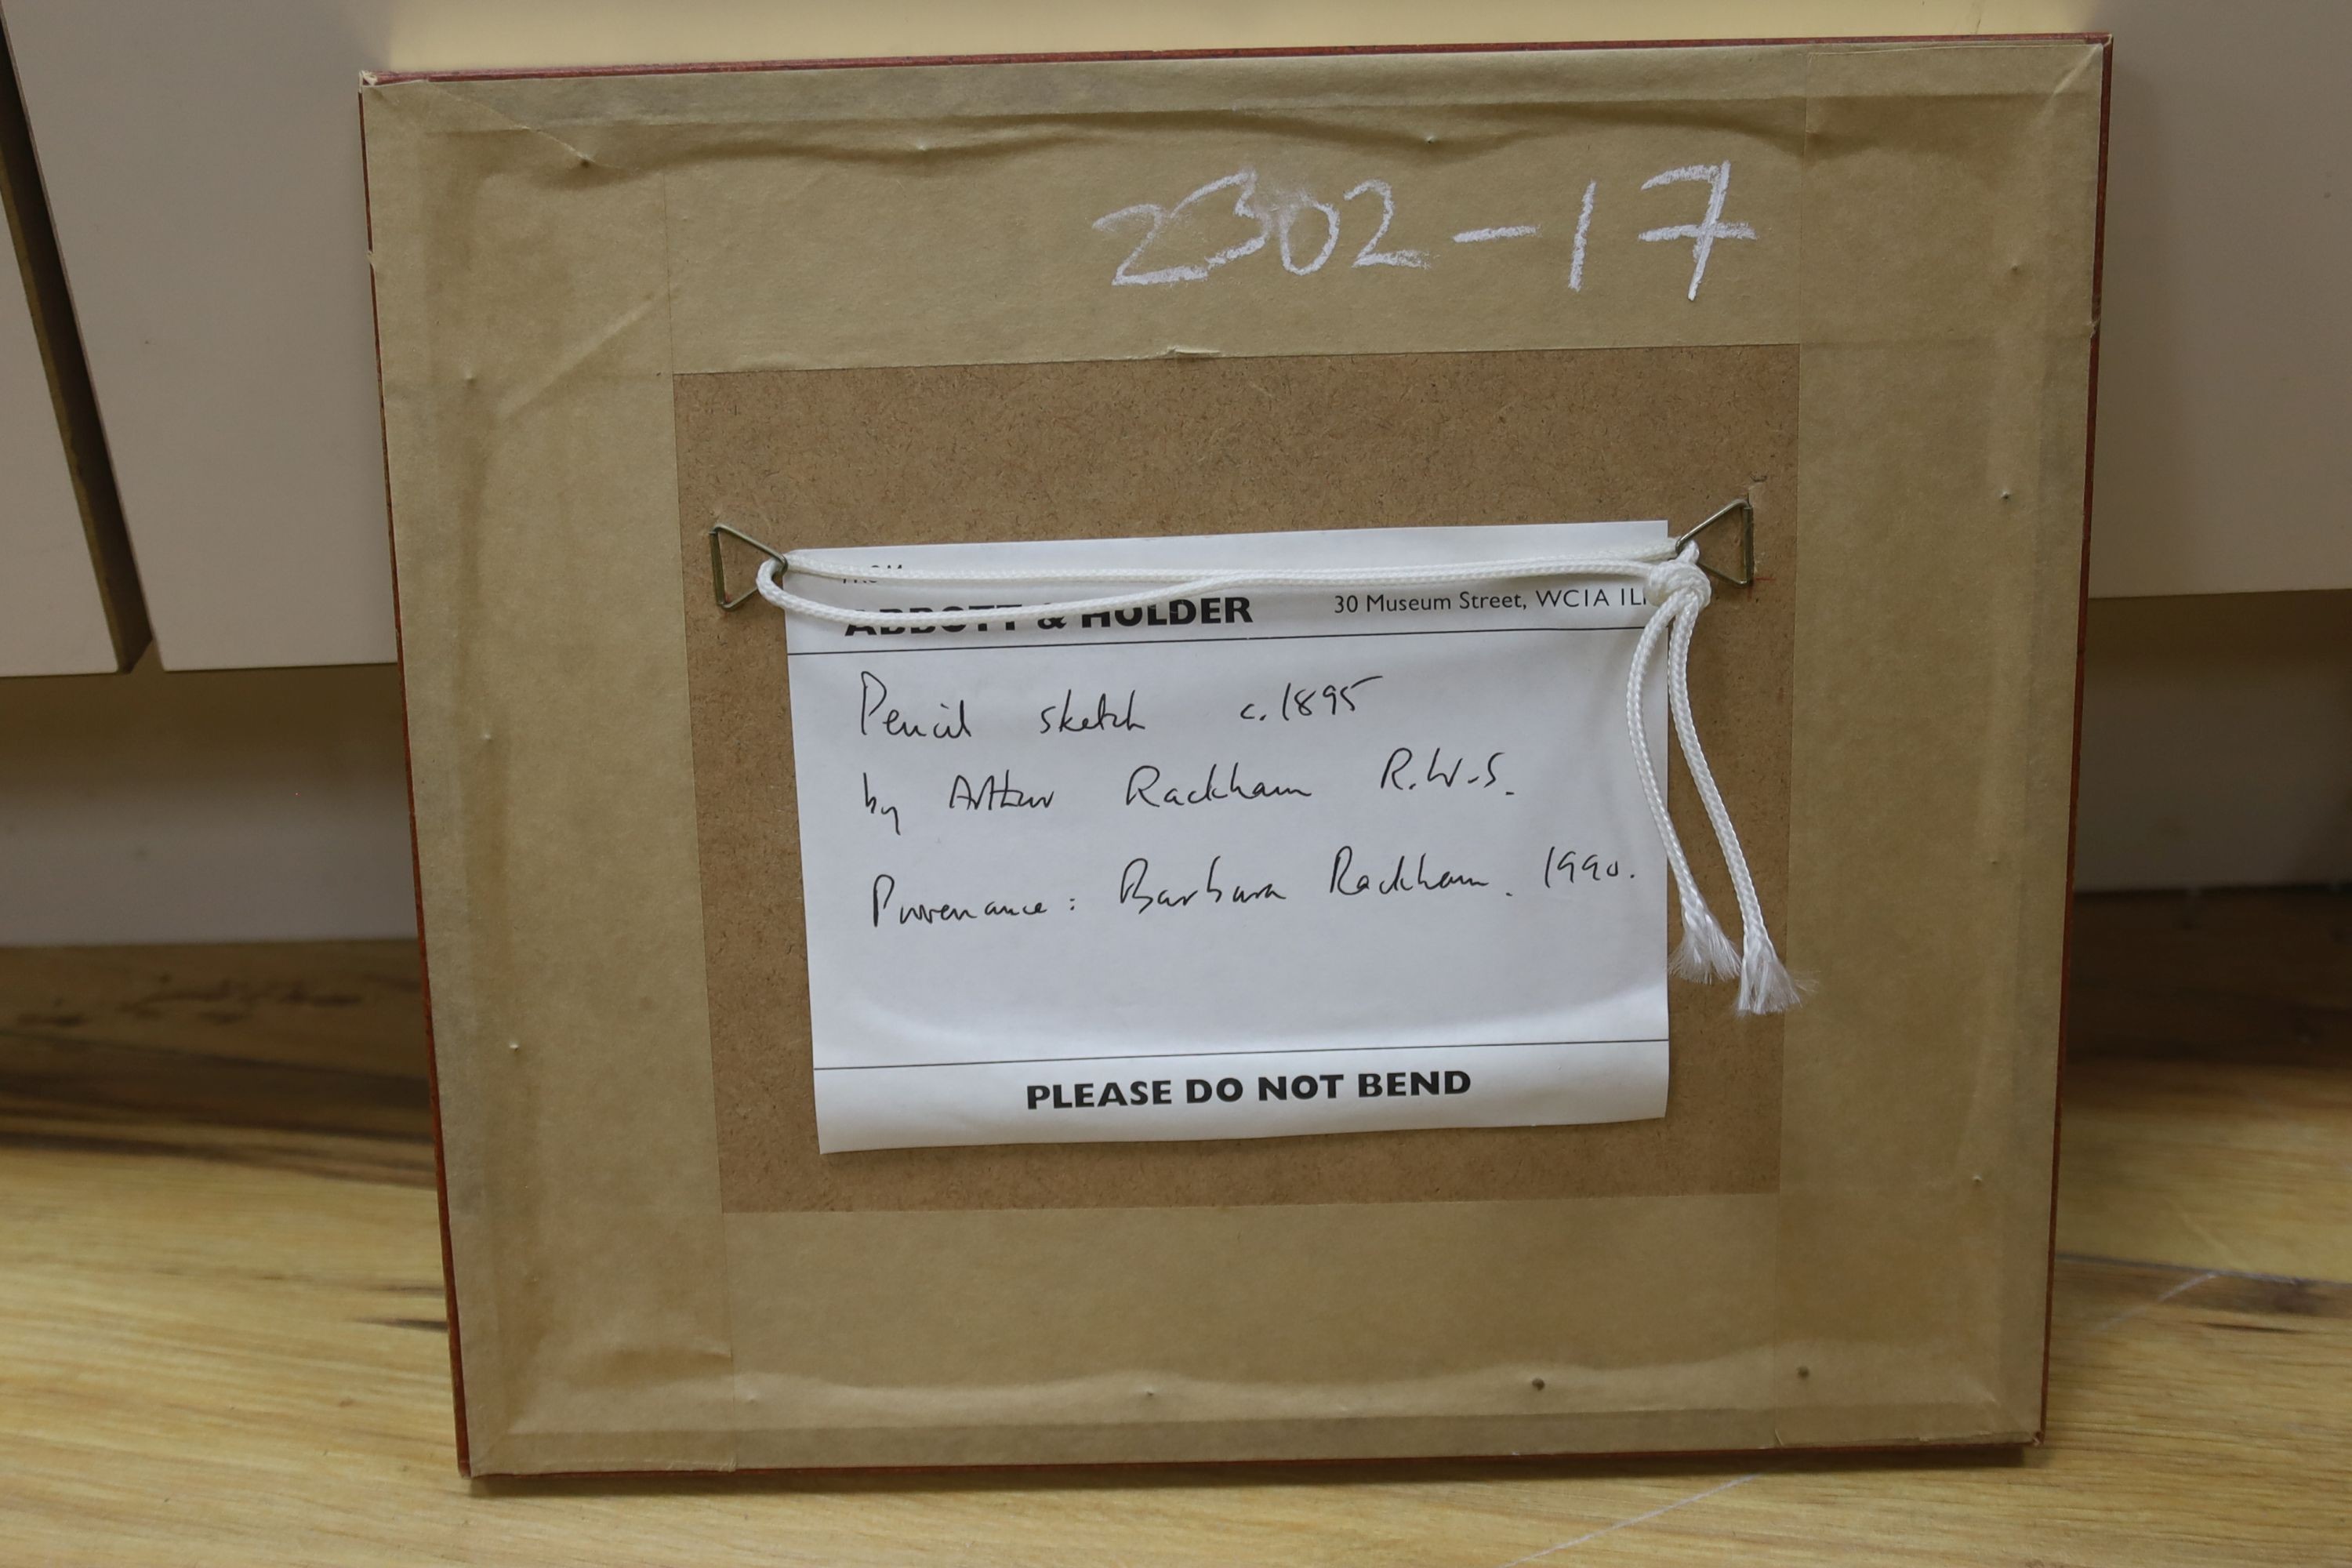 2302-17
ABBOTT & HOLDER
30 Museum Street, WC1A 1L
Pencil sketch c. 1895
by Arthur Rackham R.W.S.
Provenance: Barbara Rackham. 1990.
PLEASE DO NOT BEND